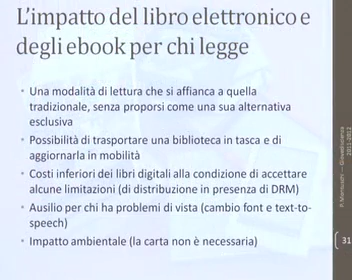 L'impatto del libro elettronico e
degli ebook per chi legge
• Una modalità di lettura che si affianca a quella
tradizionale, senza proporsi come una sua alternativa
esclusiva
• Possibilità di trasportare una biblioteca in tasca e di
aggiornarla in mobilità
• Costi inferiori dei libri digitali alla condizione di accettare
alcune limitazioni (di distribuzione in presenza di DRM)
• Ausilio per chi ha problemi di vista (cambio font e text-to-
speech)
• Impatto ambientale (la carta non è necessaria)
2011-2012
31